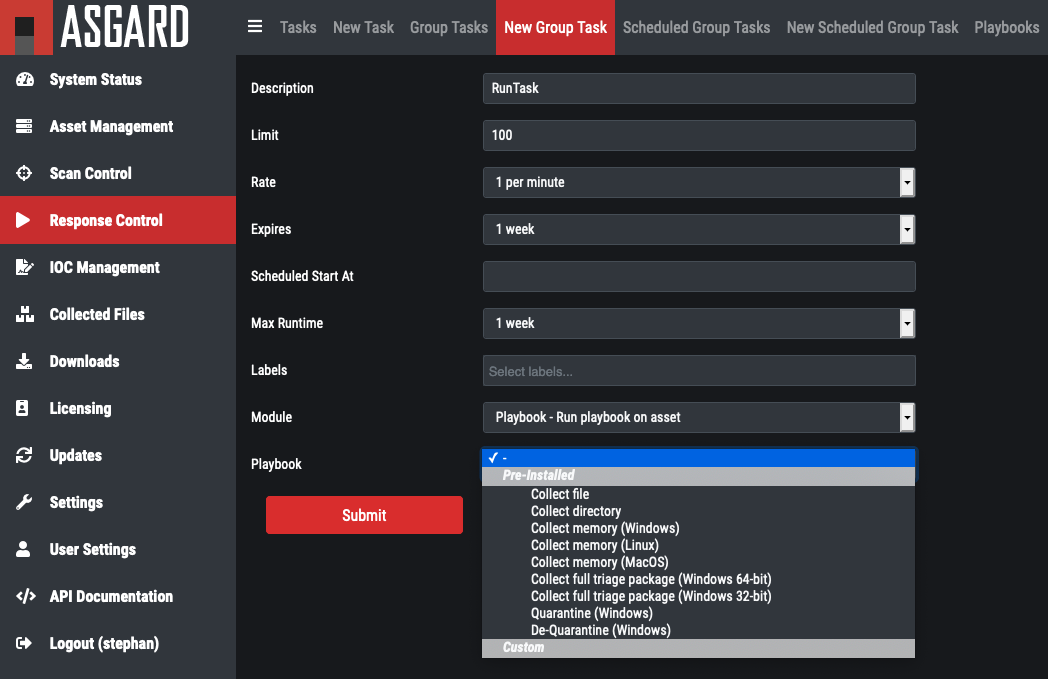 ASGARD
Tasks New Task Group Tasks New Group Task Scheduled Group Tasks New Scheduled Group Task Playbooks
System Status
Asset Management
Scan Control
Response Control
IOC Management
Collected Files
Downloads
Licensing
Updates
Settings
User Settings
API Documentation
Logout (stephan)
Description RunTask
Limit 100
Rate 1 per minute
Expires 1 week
Scheduled Start At
Max Runtime 1 week
Labels Select labels...
Module Playbook - Run playbook on asset
Playbook ✓ -
Pre-Installed
Collect file
Collect directory
Collect memory (Windows)
Collect memory (Linux)
Collect memory (MacOS)
Collect full triage package (Windows 64-bit)
Collect full triage package (Windows 32-bit)
Quarantine (Windows)
De-Quarantine (Windows)
Custom
Submit